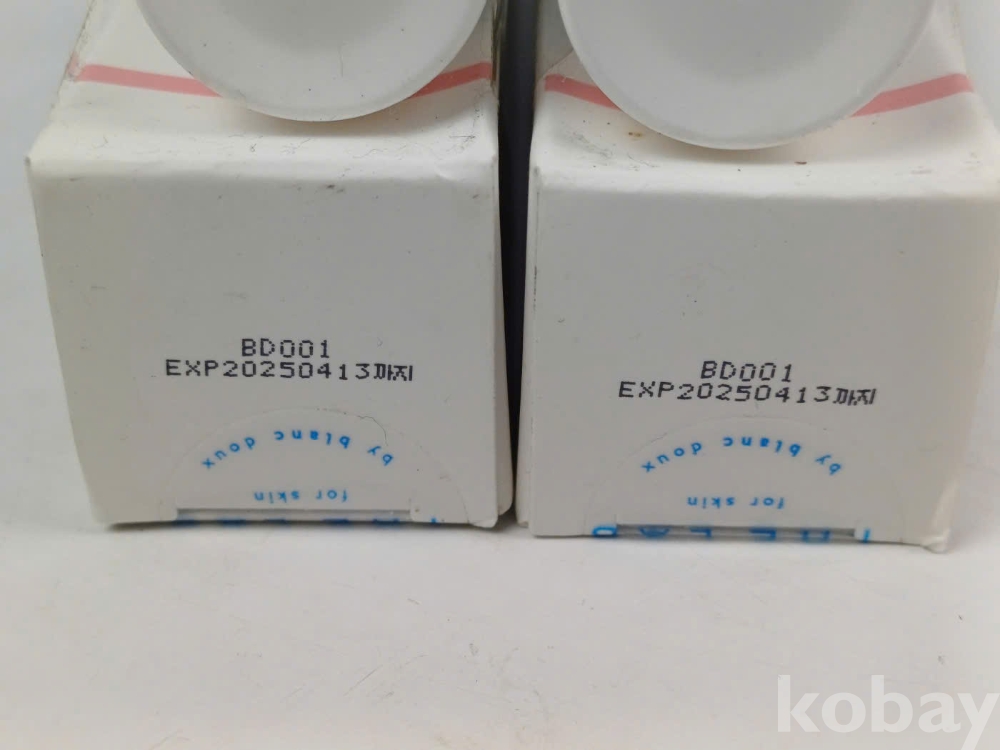 BD001
EXP20250413까지
by blanc doux
for skin
BD001
EXP20250413까지
by blanc doux
for skin
kobay